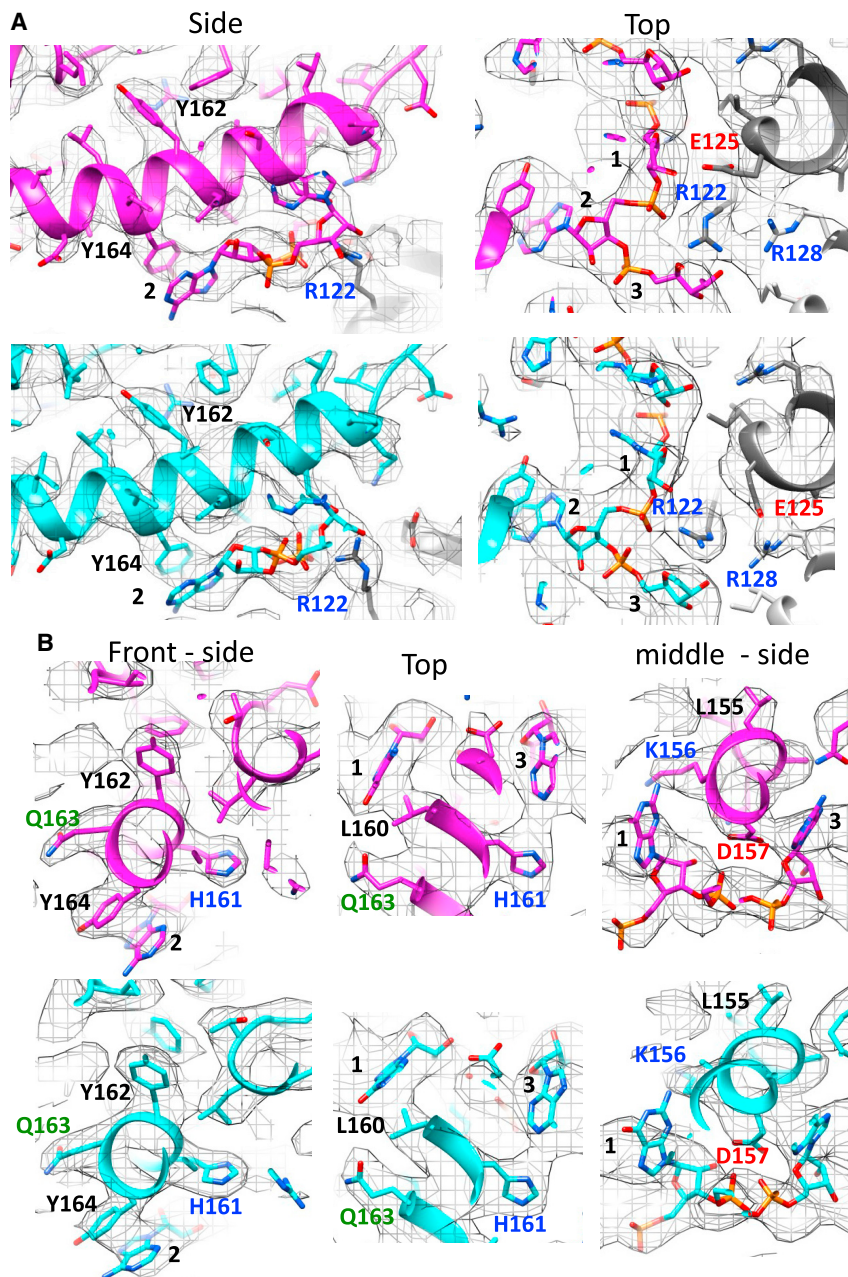 A
Side
Top
Y162
Y164
2
R122
E125
1
R122
2
R128
3
Y162
Y164
2
R122
1
2
R122
E125
R128
3
B
Front - side
Top
middle - side
Y162
Q163
H161
Y164
2
1
3
L160
Q163
H161
L155
K156
1
3
D157
Y162
Q163
H161
Y164
2
1
3
L160
Q163
H161
L155
K156
1
D157